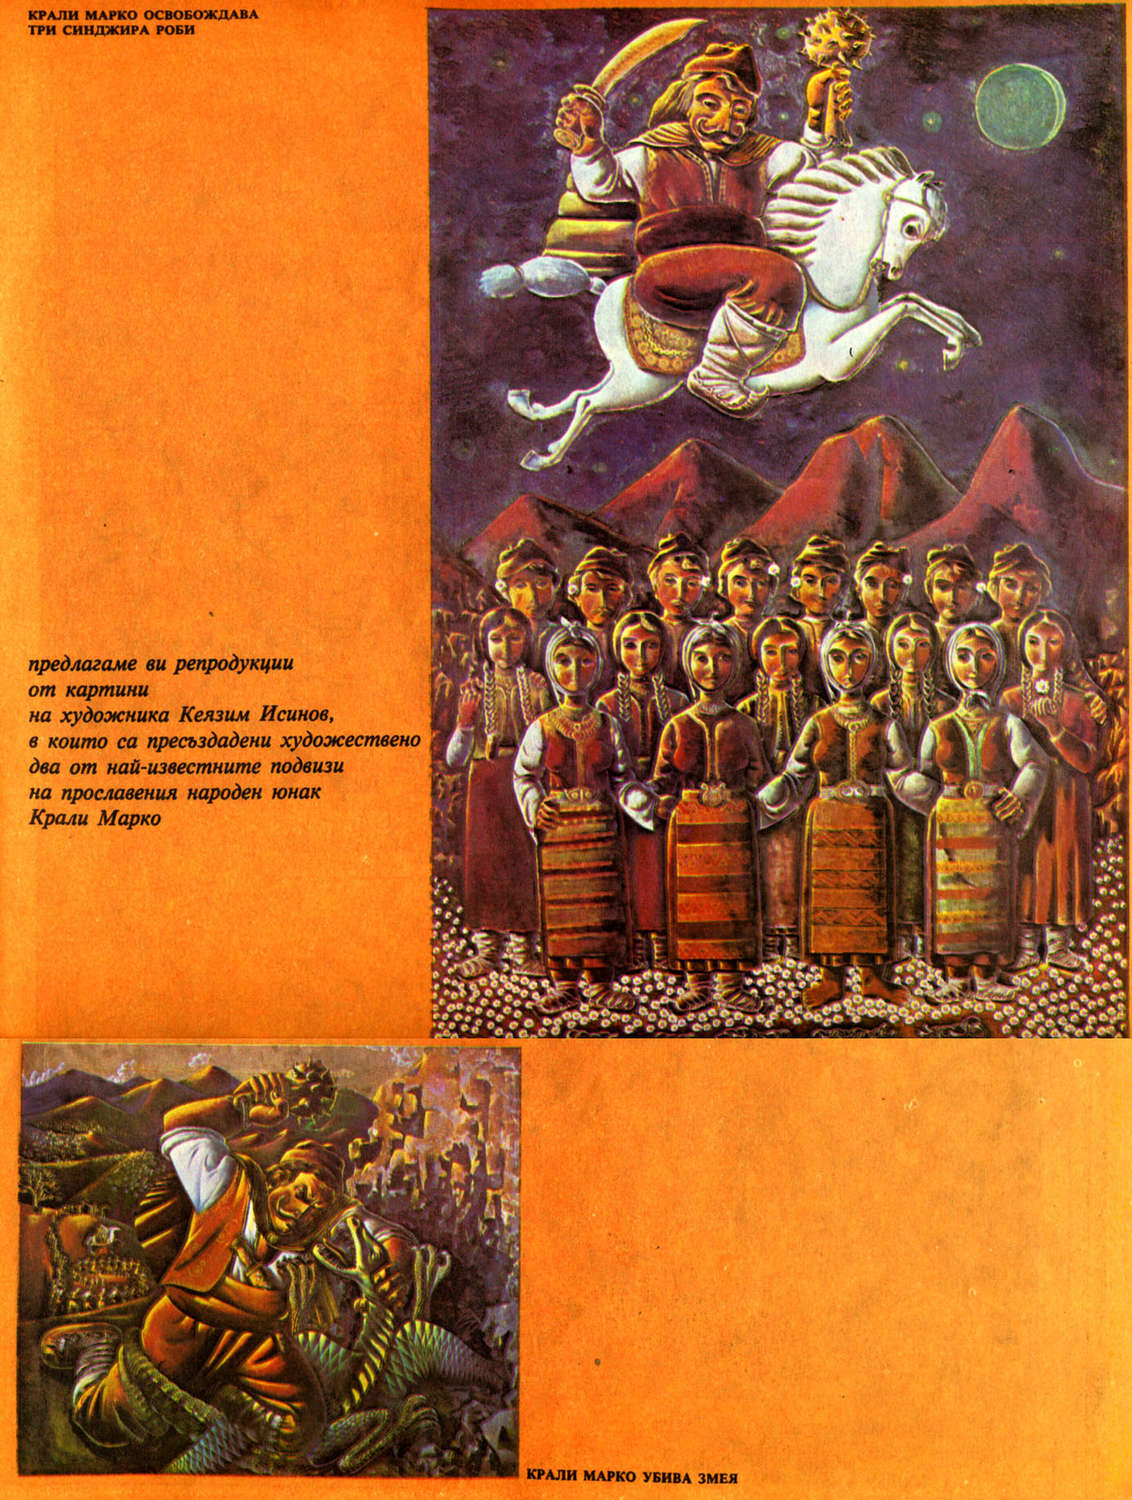 КРАЛИ МАРКО ОСВОБОЖДАВА
ТРИ СИНДЖИРА РОБИ
предлагаме ви репродукции
от картини
на художника Кеязим Исинов,
в които са пресъздадени художествено
два от най-известните подвизи
на прославения народен юнак
Крали Марко
КРАЛИ МАРКО УБИВА ЗМЕЯ